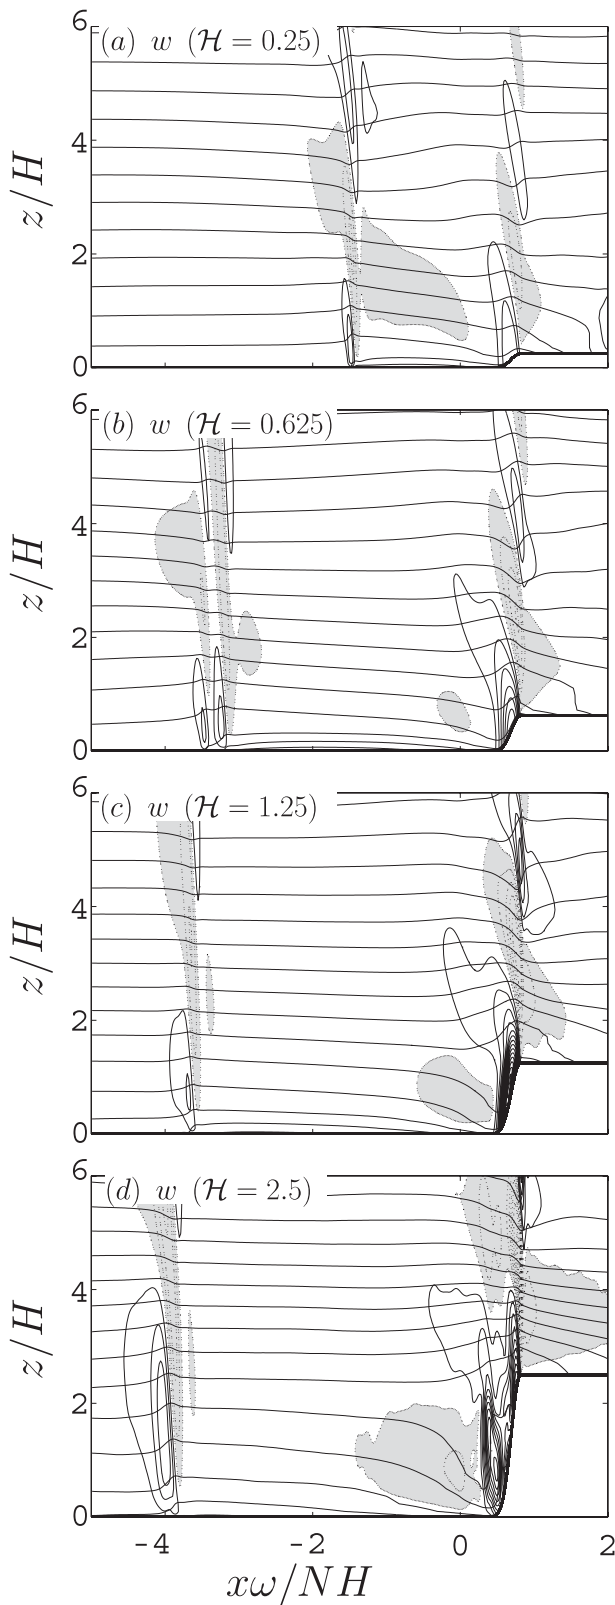 (a) w (ℋ = 0.25)
6
4
2
0
z/H
(b) w (ℋ = 0.625)
6
4
2
0
z/H
(c) w (ℋ = 1.25)
6
4
2
0
z/H
(d) w (ℋ = 2.5)
6
4
2
0
z/H
-4 -2 0 2
xω/NH